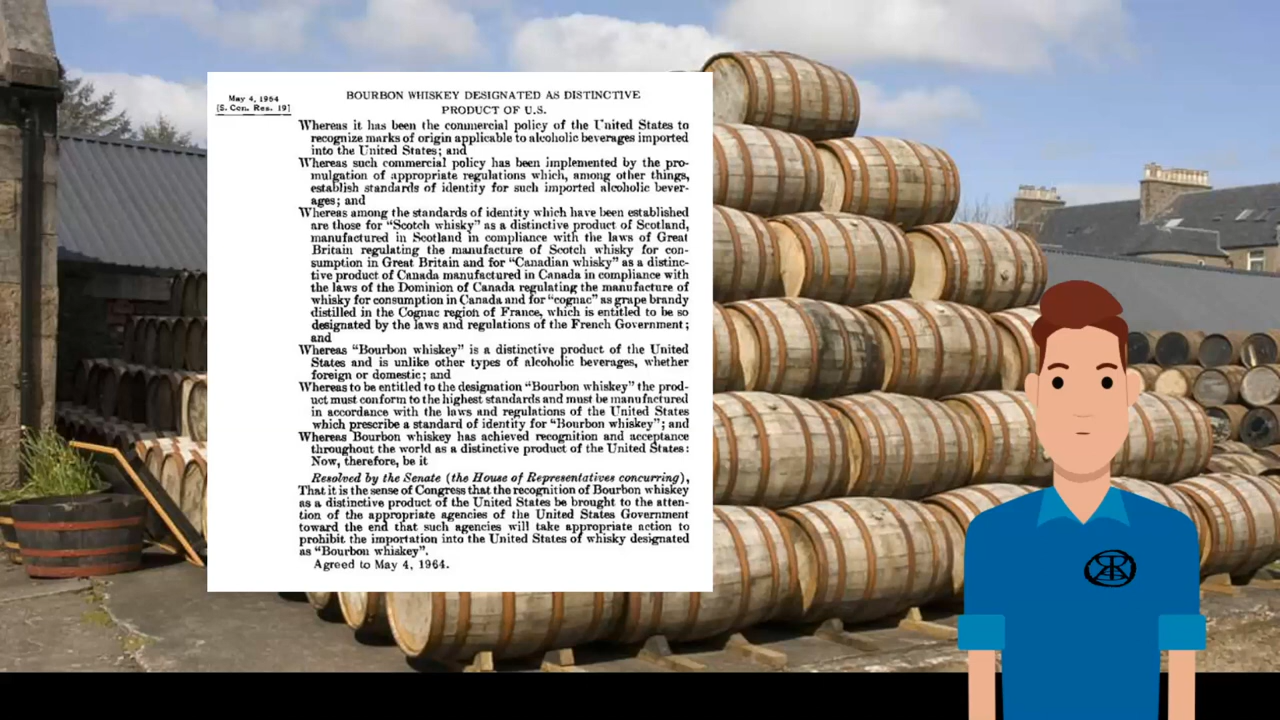 May 4, 1964
[S. Con. Res. 19]
BOURBON WHISKEY DESIGNATED AS DISTINCTIVE
PRODUCT OF U.S.
Whereas it has been the commercial policy of the United States to
recognize marks of origin applicable to alcoholic beverages imported
into the United States; and
Whereas such commercial policy has been implemented by the pro-
mulgation of appropriate regulations which, among other things,
establish standards of identity for such imported alcoholic bever-
ages; and
Whereas among the standards of identity which have been established
are those for "Scotch whisky" as a distinctive product of Scotland,
manufactured in Scotland in compliance with the laws of Great
Britain regulating the manufacture of Scotch whisky for con-
sumption in Great Britain and for "Canadian whisky" as a distinc-
tive product of Canada manufactured in Canada in compliance with
the laws of the Dominion of Canada regulating the manufacture of
whisky for consumption in Canada and for "cognac" as grape brandy
distilled in the Cognac region of France, which is entitled to be so
designated by the laws and regulations of the French Government;
and
Whereas "Bourbon whiskey" is a distinctive product of the United
States and is unlike other types of alcoholic beverages, whether
foreign or domestic; and
Whereas to be entitled to the designation "Bourbon whiskey" the prod-
uct must conform to the highest standards and must be manufactured
in accordance with the laws and regulations of the United States
which prescribe a standard of identity for "Bourbon whiskey"; and
Whereas Bourbon whiskey has achieved recognition and acceptance
throughout the world as a distinctive product of the United States:
Now, therefore, be it
Resolved by the Senate (the House of Representatives concurring),
That it is the sense of Congress that the recognition of Bourbon whiskey
as a distinctive product of the United States be brought to the atten-
tion of the appropriate agencies of the United States Government
toward the end that such agencies will take appropriate action to
prohibit the importation into the United States of whisky designated
as "Bourbon whiskey".
Agreed to May 4, 1964.